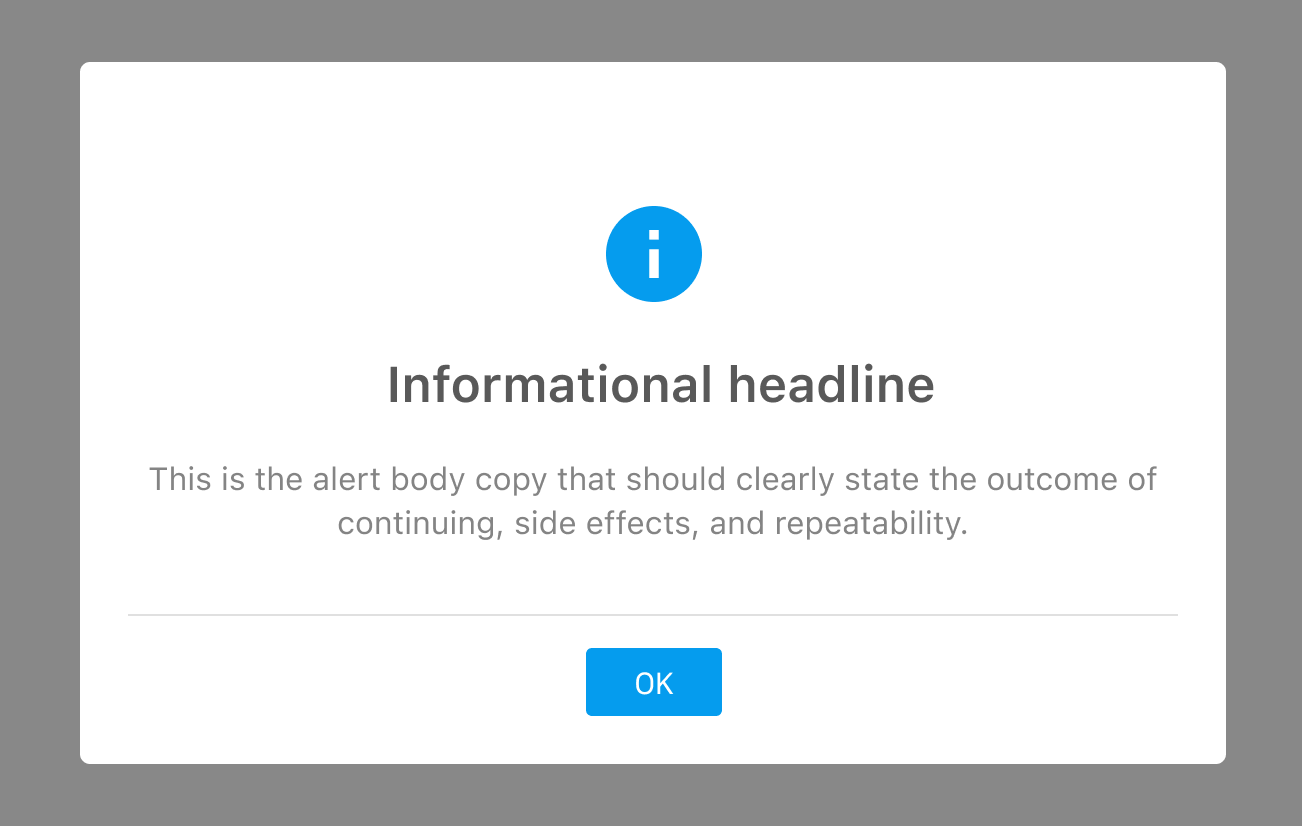 Informational headline
This is the alert body copy that should clearly state the outcome of
continuing, side effects, and repeatability.
OK